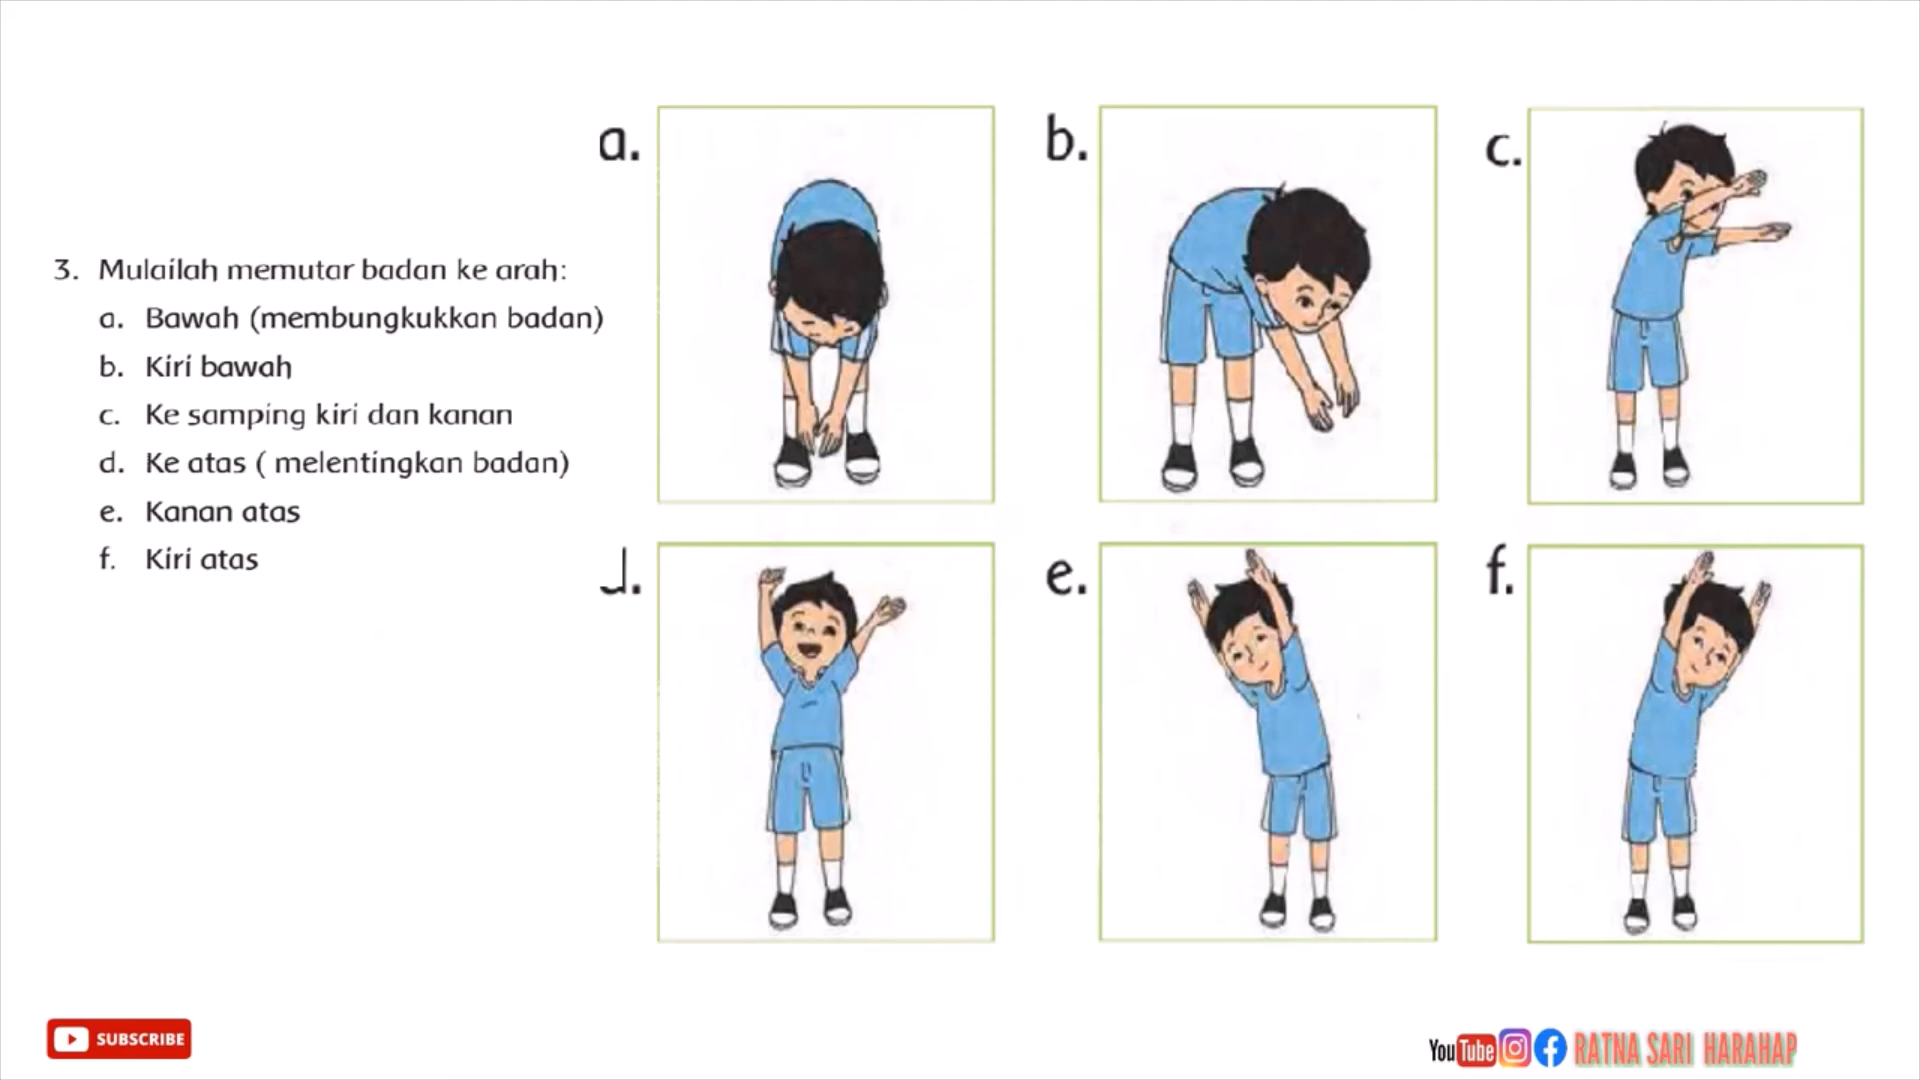 3. Mulailah memutar badan ke arah:
a. Bawah (membungkukkan badan)
b. Kiri bawah
c. Ke samping kiri dan kanan
d. Ke atas ( melentingkan badan)
e. Kanan atas
f. Kiri atas
a.
b.
c.
d.
e.
f.
SUBSCRIBE
YouTube RATNA SARI HARAHAP